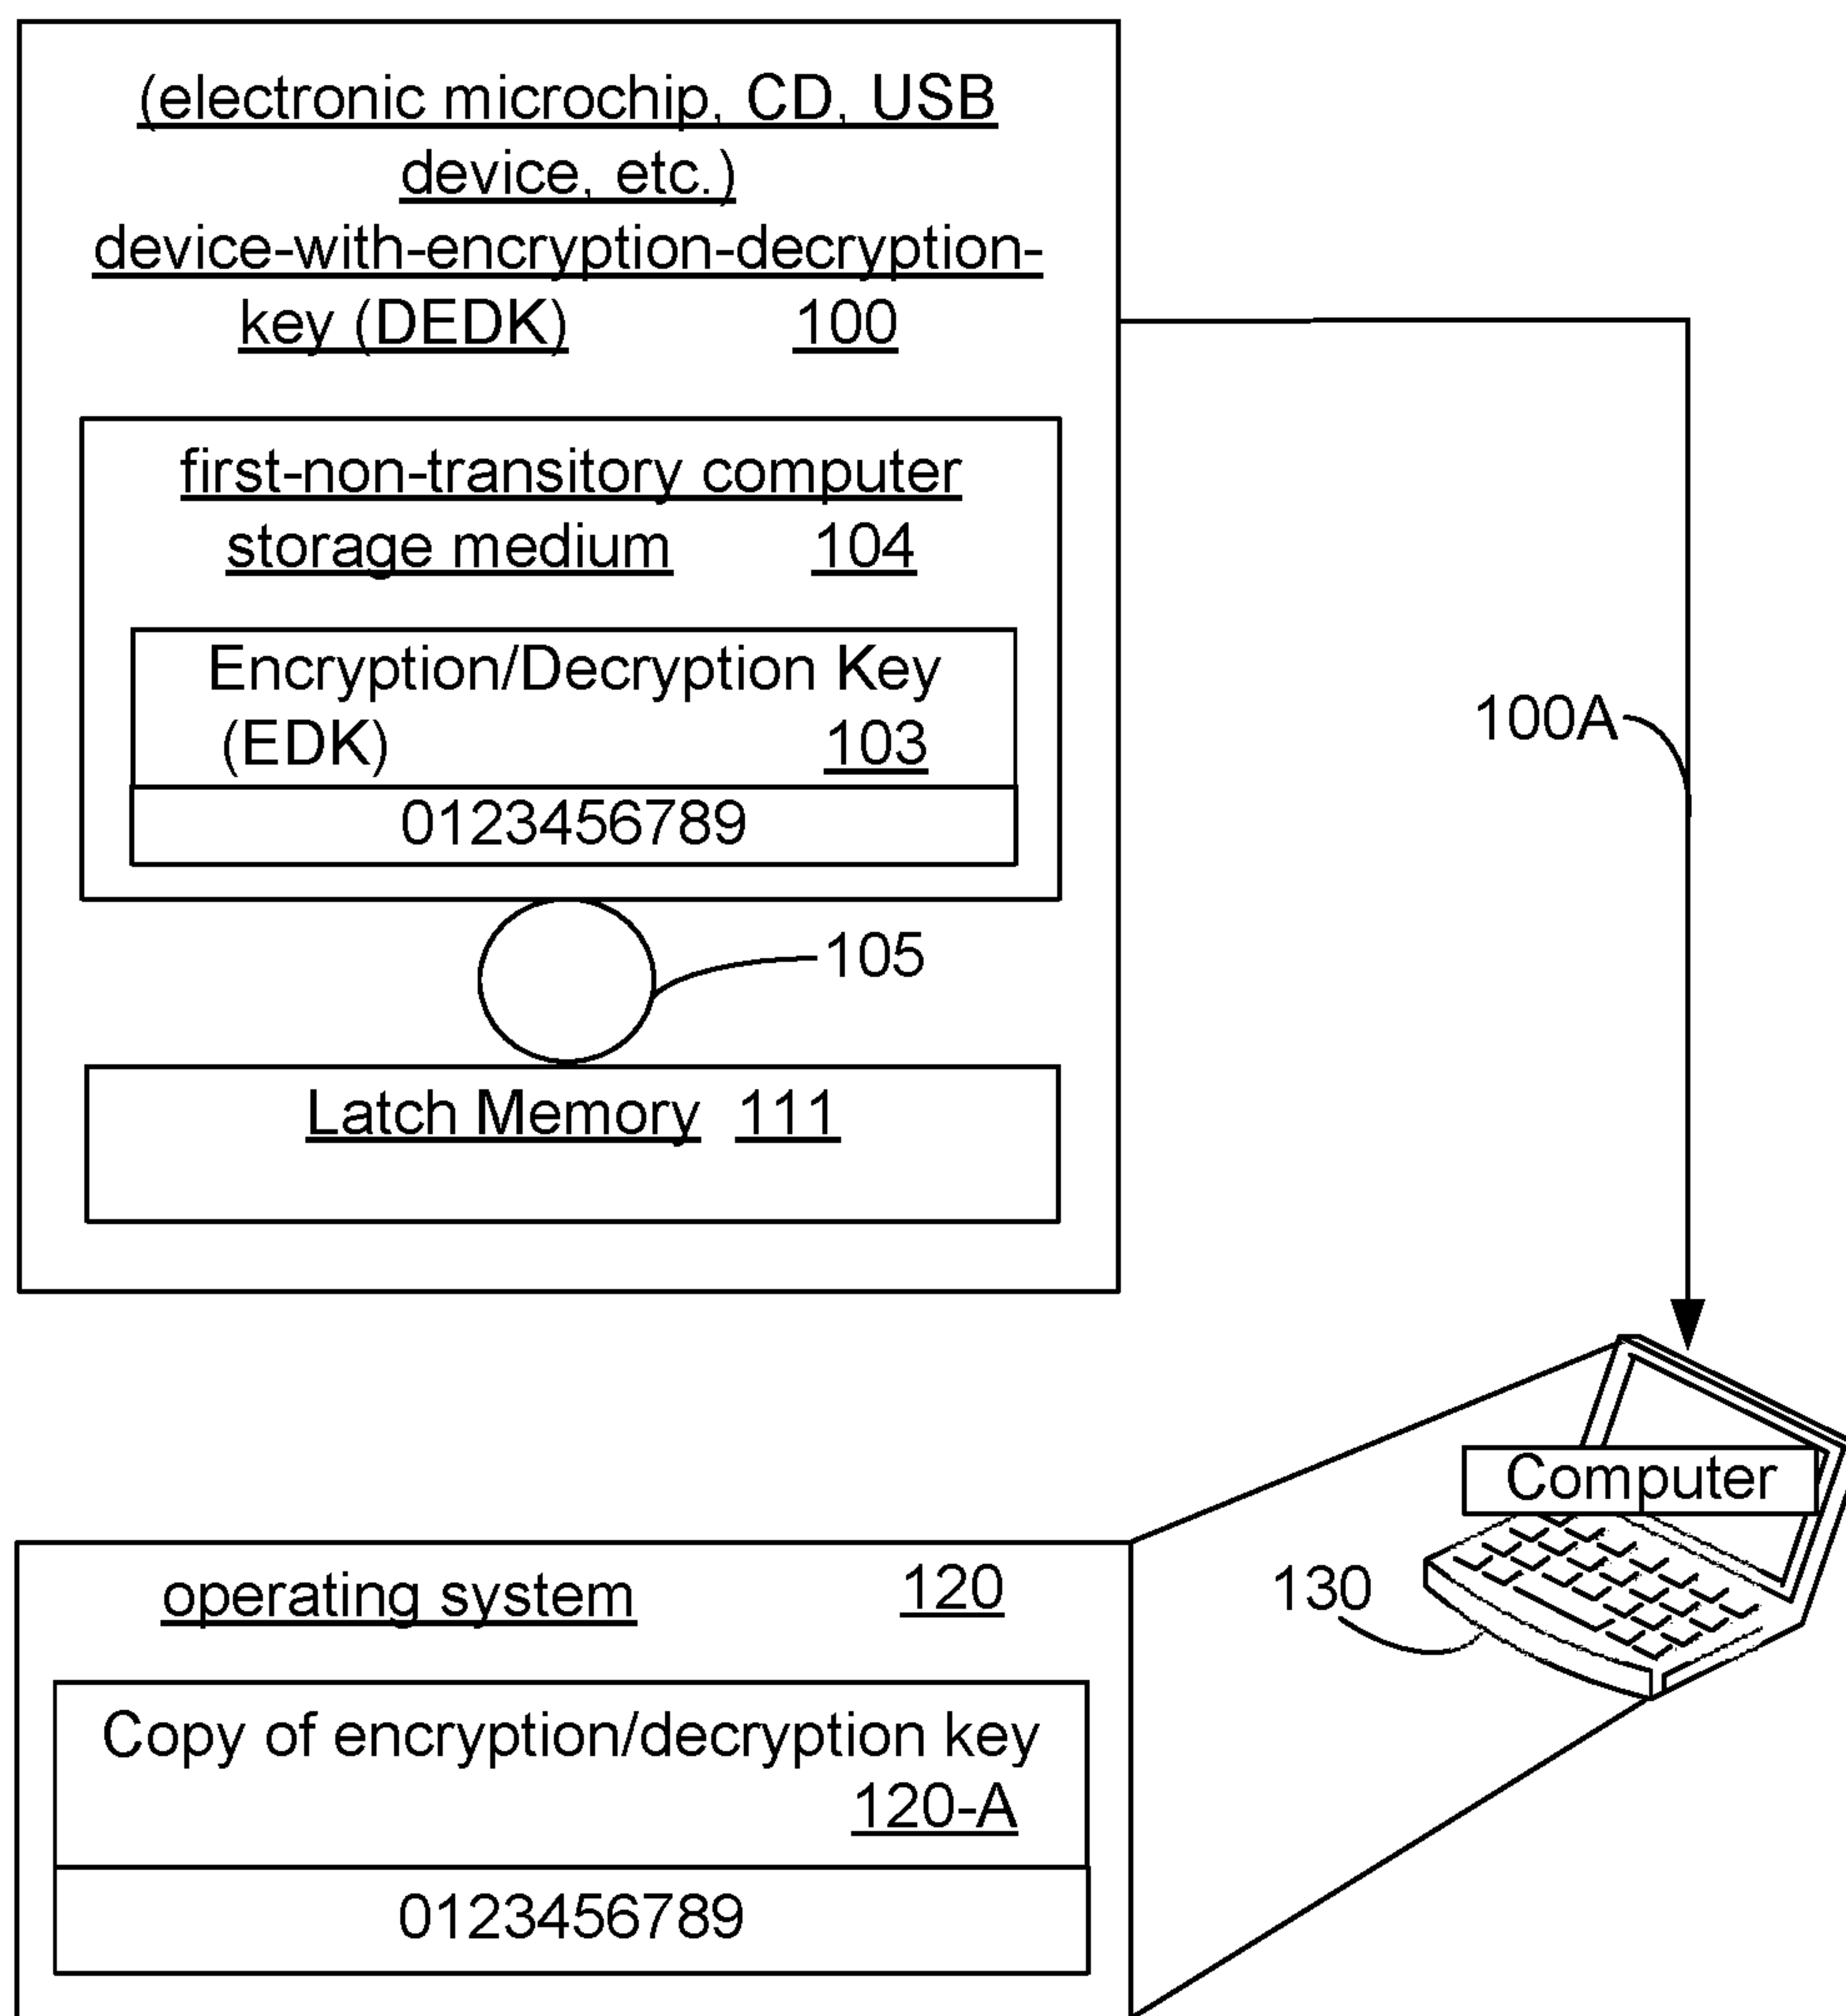 (electronic microchip, CD, USB
device, etc.)
device-with-encryption-decryption-
key (DEDK) 100
first-non-transitory computer
storage medium 104
Encryption/Decryption Key
(EDK) 103
0123456789
100A
105
Latch Memory 111
Computer
operating system 120
130
Copy of encryption/decryption key
120-A
0123456789